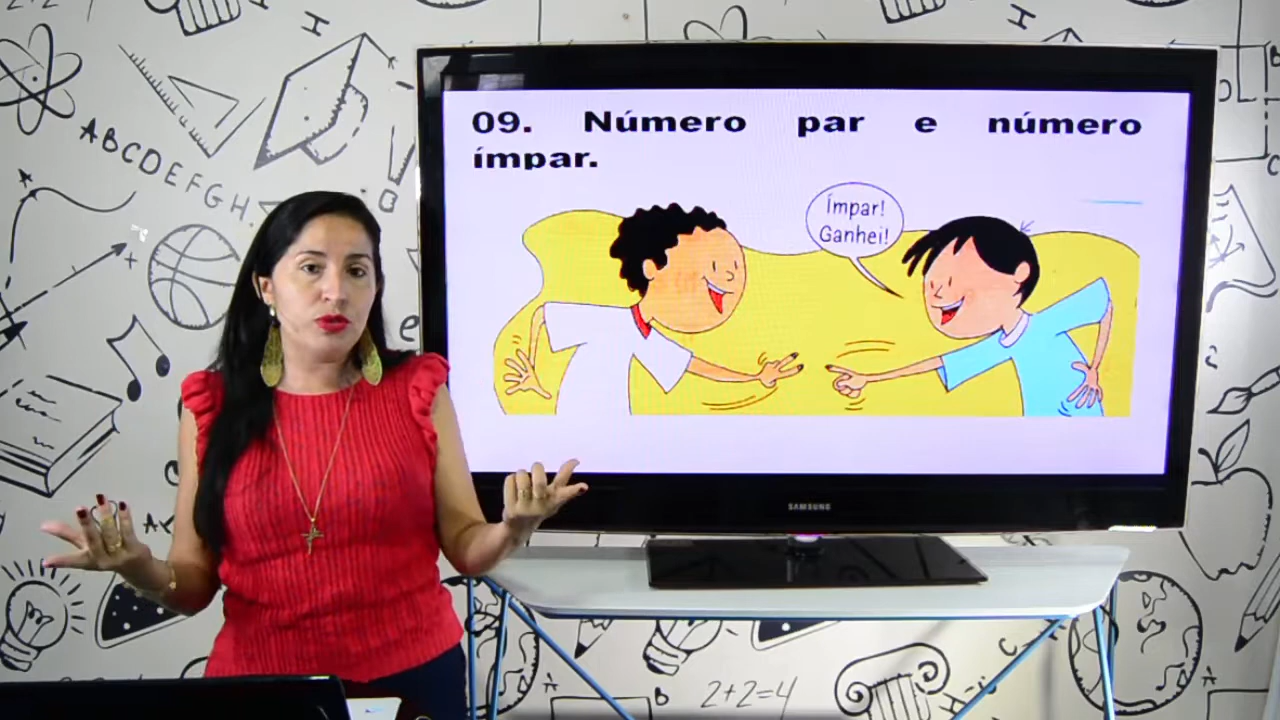 09. Número par e número
ímpar.
Ímpar!
Ganhei!
SAMSUNG
ABCDEFGH
2+2=4